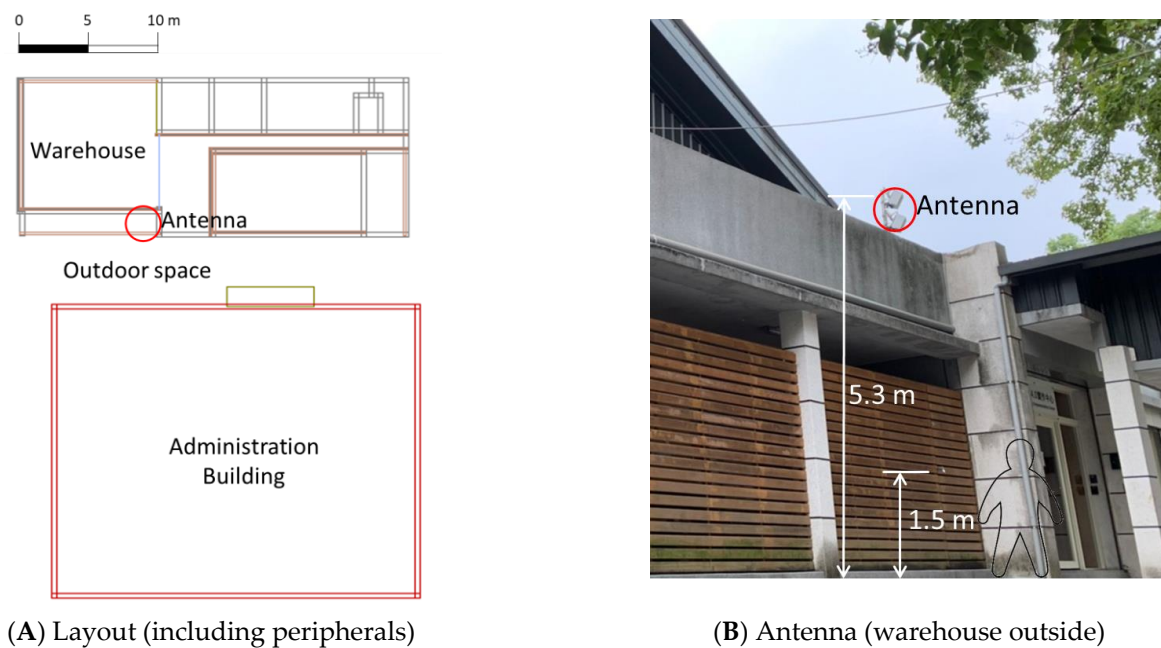 0 5 10 m
Warehouse
Antenna
Outdoor space
Administration
Building
(A) Layout (including peripherals)
Antenna
5.3 m
1.5 m
(B) Antenna (warehouse outside)